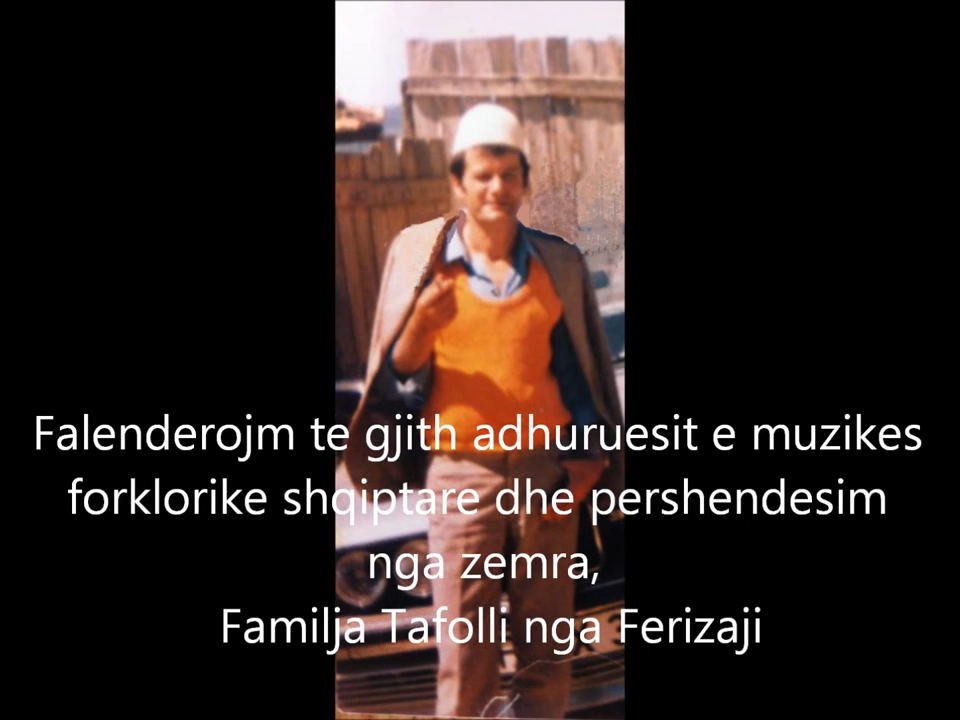 Falenderojm te gjith adhuruesit e muzikes
forklorike shqiptare dhe pershendesim
nga zemra,
Familja Tafolli nga Ferizaji